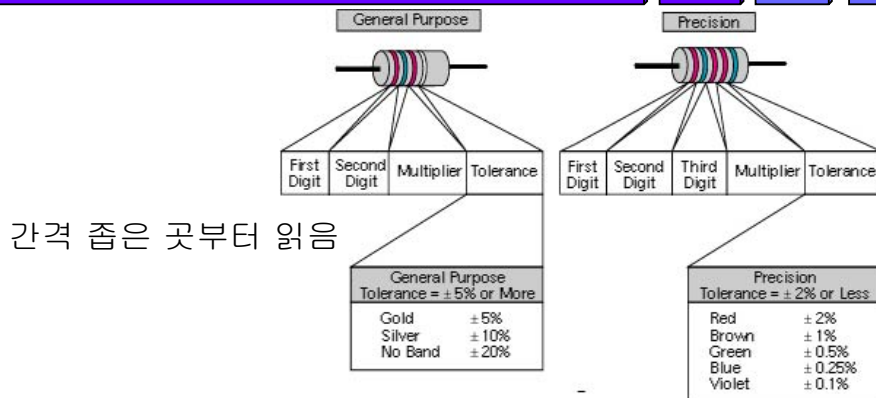 General Purpose
Precision
First Digit
Second Digit
Multiplier
Tolerance
First Digit
Second Digit
Third Digit
Multiplier
Tolerance
간격 좁은 곳부터 읽음
General Purpose
Tolerance = ± 5% or More
Gold ± 5%
Silver ± 10%
No Band ± 20%
Precision
Tolerance = ± 2% or Less
Red ± 2%
Brown ± 1%
Green ± 0.5%
Blue ± 0.25%
Violet ± 0.1%